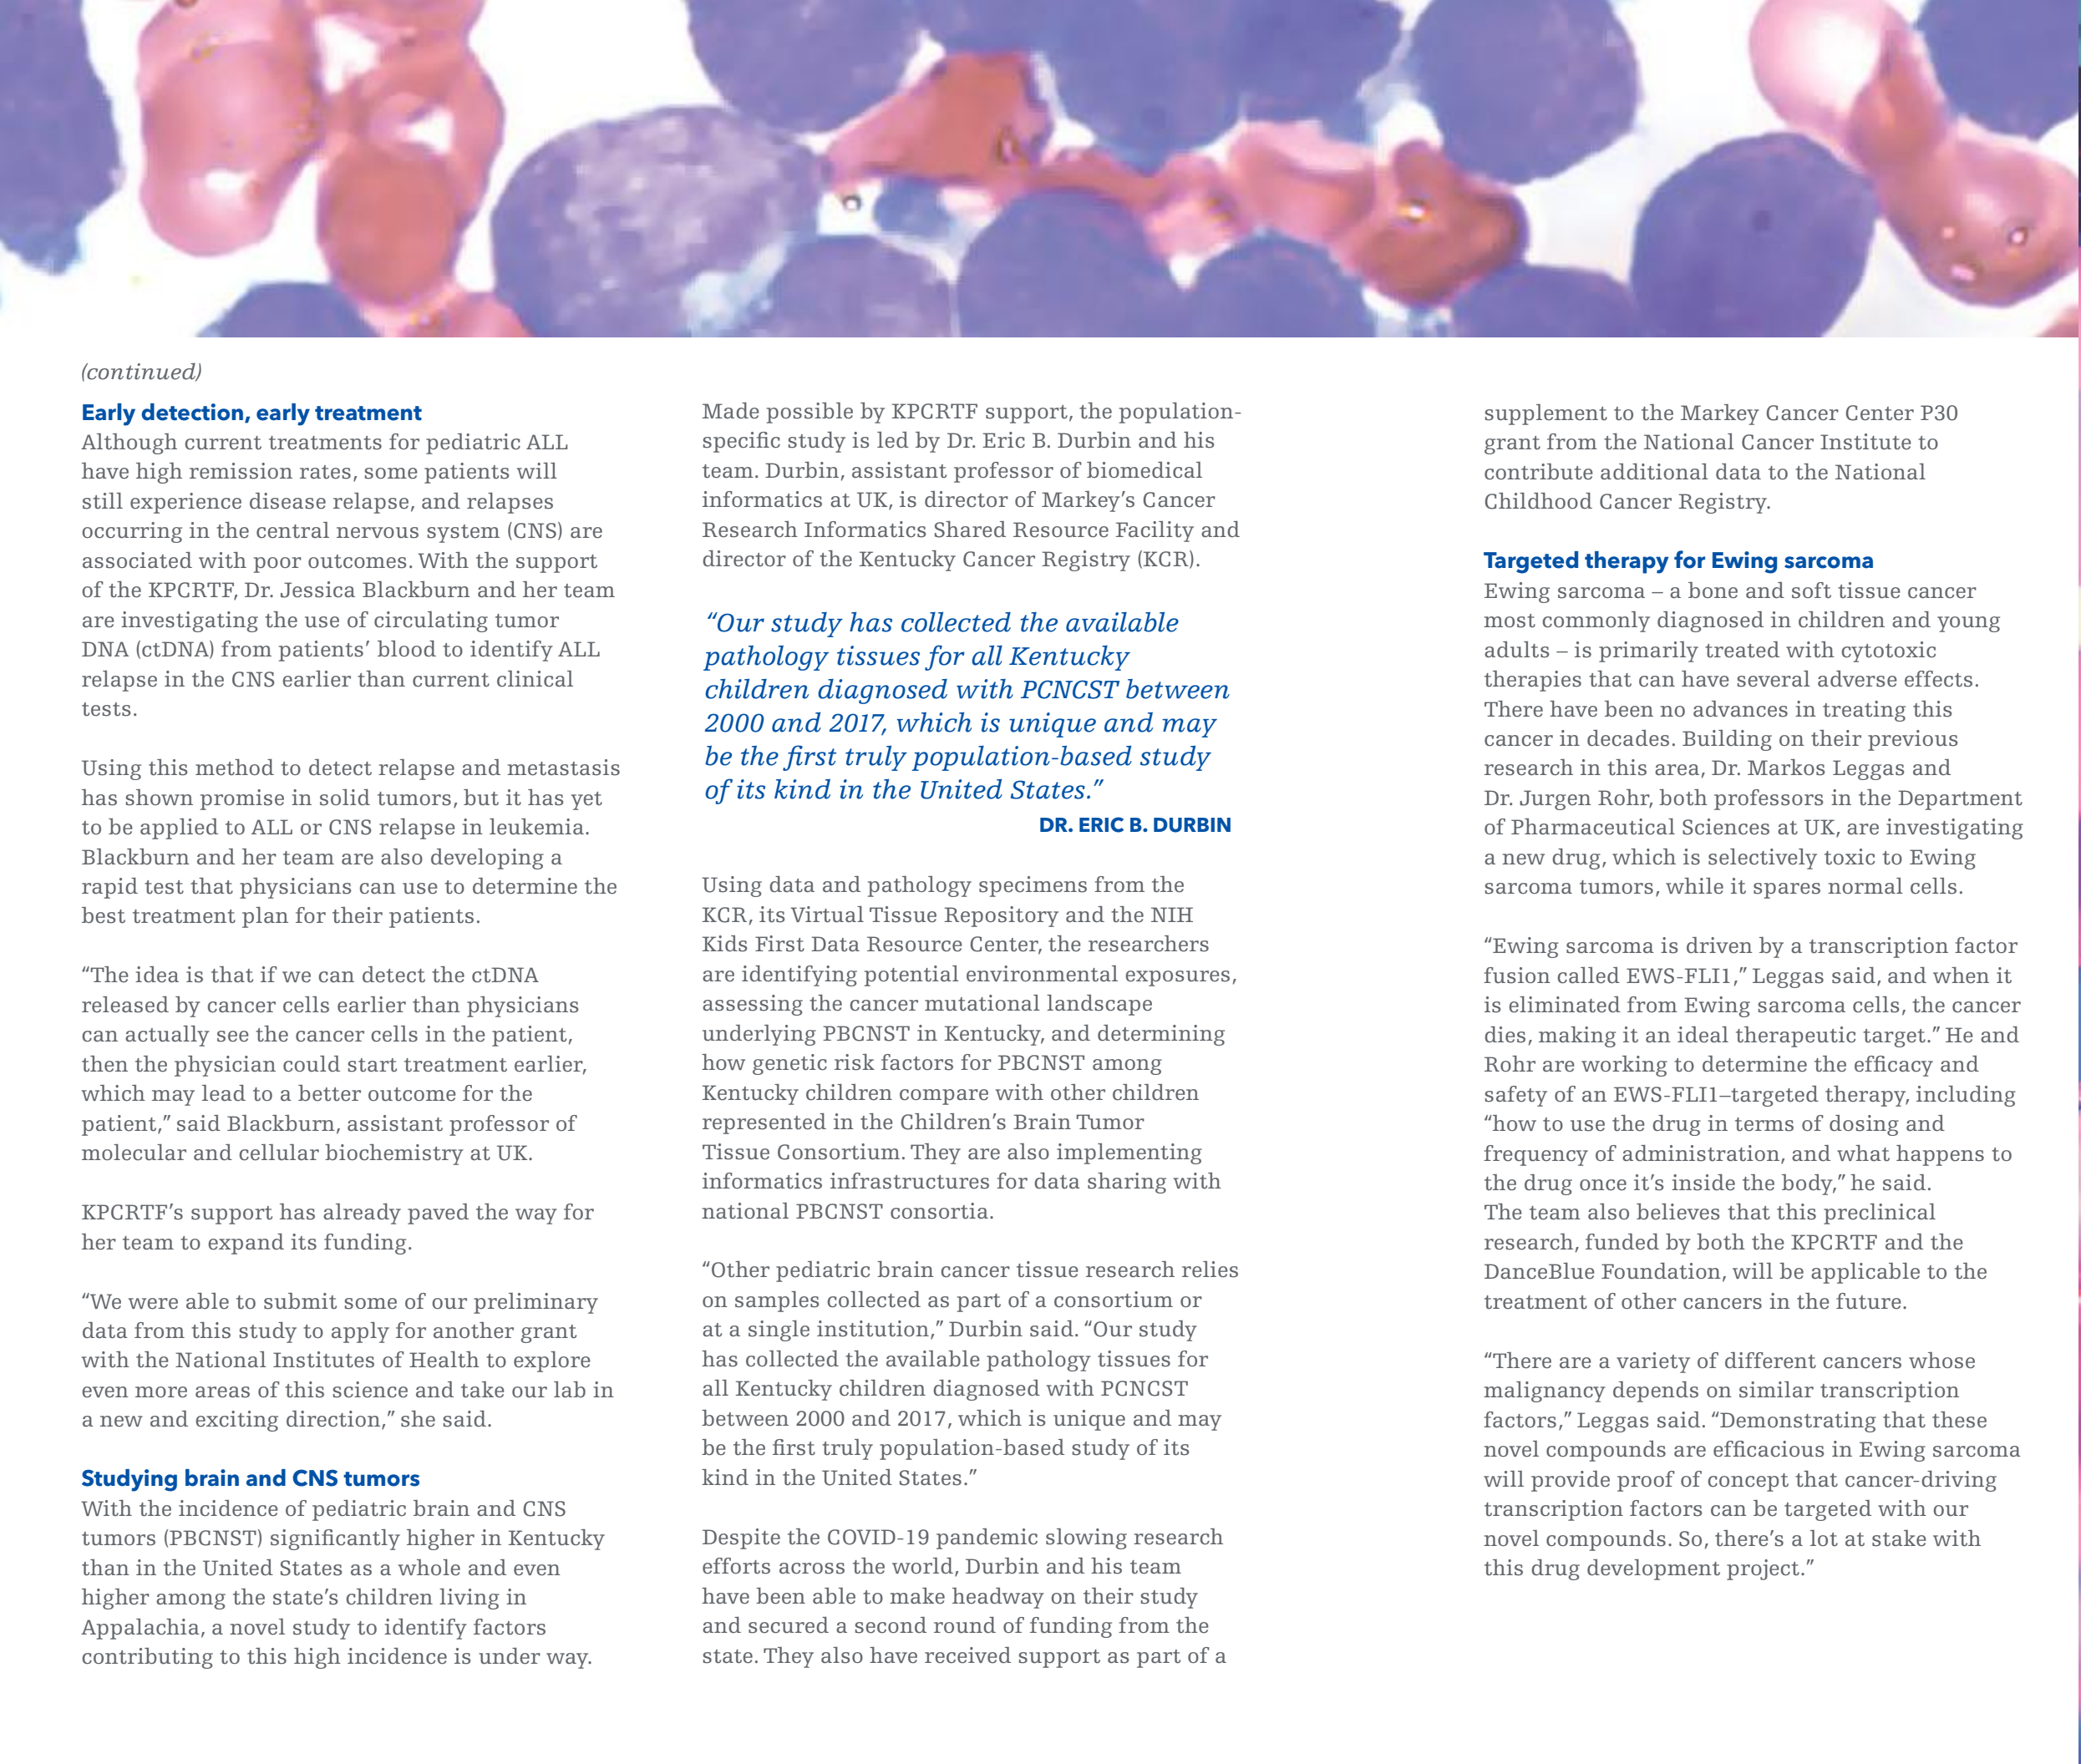 (continued)
Early detection, early treatment
Although current treatments for pediatric ALL
have high remission rates, some patients will
still experience disease relapse, and relapses
occurring in the central nervous system (CNS) are
associated with poor outcomes. With the support
of the KPCRTF, Dr. Jessica Blackburn and her team
are investigating the use of circulating tumor
DNA (ctDNA) from patients’ blood to identify ALL
relapse in the CNS earlier than current clinical
tests.
Using this method to detect relapse and metastasis
has shown promise in solid tumors, but it has yet
to be applied to ALL or CNS relapse in leukemia.
Blackburn and her team are also developing a
rapid test that physicians can use to determine the
best treatment plan for their patients.
“The idea is that if we can detect the ctDNA
released by cancer cells earlier than physicians
can actually see the cancer cells in the patient,
then the physician could start treatment earlier,
which may lead to a better outcome for the
patient,” said Blackburn, assistant professor of
molecular and cellular biochemistry at UK.
KPCRTF’s support has already paved the way for
her team to expand its funding.
“We were able to submit some of our preliminary
data from this study to apply for another grant
with the National Institutes of Health to explore
even more areas of this science and take our lab in
a new and exciting direction,” she said.
Studying brain and CNS tumors
With the incidence of pediatric brain and CNS
tumors (PBCNST) significantly higher in Kentucky
than in the United States as a whole and even
higher among the state’s children living in
Appalachia, a novel study to identify factors
contributing to this high incidence is under way.
Made possible by KPCRTF support, the population-
specific study is led by Dr. Eric B. Durbin and his
team. Durbin, assistant professor of biomedical
informatics at UK, is director of Markey’s Cancer
Research Informatics Shared Resource Facility and
director of the Kentucky Cancer Registry (KCR).
“Our study has collected the available
pathology tissues for all Kentucky
children diagnosed with PCNCST between
2000 and 2017, which is unique and may
be the first truly population-based study
of its kind in the United States.”
DR. ERIC B. DURBIN
Using data and pathology specimens from the
KCR, its Virtual Tissue Repository and the NIH
Kids First Data Resource Center, the researchers
are identifying potential environmental exposures,
assessing the cancer mutational landscape
underlying PBCNST in Kentucky, and determining
how genetic risk factors for PBCNST among
Kentucky children compare with other children
represented in the Children’s Brain Tumor
Tissue Consortium. They are also implementing
informatics infrastructures for data sharing with
national PBCNST consortia.
“Other pediatric brain cancer tissue research relies
on samples collected as part of a consortium or
at a single institution,” Durbin said. “Our study
has collected the available pathology tissues for
all Kentucky children diagnosed with PCNCST
between 2000 and 2017, which is unique and may
be the first truly population-based study of its
kind in the United States.”
Despite the COVID-19 pandemic slowing research
efforts across the world, Durbin and his team
have been able to make headway on their study
and secured a second round of funding from the
state. They also have received support as part of a
supplement to the Markey Cancer Center P30
grant from the National Cancer Institute to
contribute additional data to the National
Childhood Cancer Registry.
Targeted therapy for Ewing sarcoma
Ewing sarcoma – a bone and soft tissue cancer
most commonly diagnosed in children and young
adults – is primarily treated with cytotoxic
therapies that can have several adverse effects.
There have been no advances in treating this
cancer in decades. Building on their previous
research in this area, Dr. Markos Leggas and
Dr. Jurgen Rohr, both professors in the Department
of Pharmaceutical Sciences at UK, are investigating
a new drug, which is selectively toxic to Ewing
sarcoma tumors, while it spares normal cells.
“Ewing sarcoma is driven by a transcription factor
fusion called EWS-FLI1,” Leggas said, and when it
is eliminated from Ewing sarcoma cells, the cancer
dies, making it an ideal therapeutic target.” He and
Rohr are working to determine the efficacy and
safety of an EWS-FLI1–targeted therapy, including
“how to use the drug in terms of dosing and
frequency of administration, and what happens to
the drug once it’s inside the body,” he said.
The team also believes that this preclinical
research, funded by both the KPCRTF and the
DanceBlue Foundation, will be applicable to the
treatment of other cancers in the future.
“There are a variety of different cancers whose
malignancy depends on similar transcription
factors,” Leggas said. “Demonstrating that these
novel compounds are efficacious in Ewing sarcoma
will provide proof of concept that cancer-driving
transcription factors can be targeted with our
novel compounds. So, there’s a lot at stake with
this drug development project.”